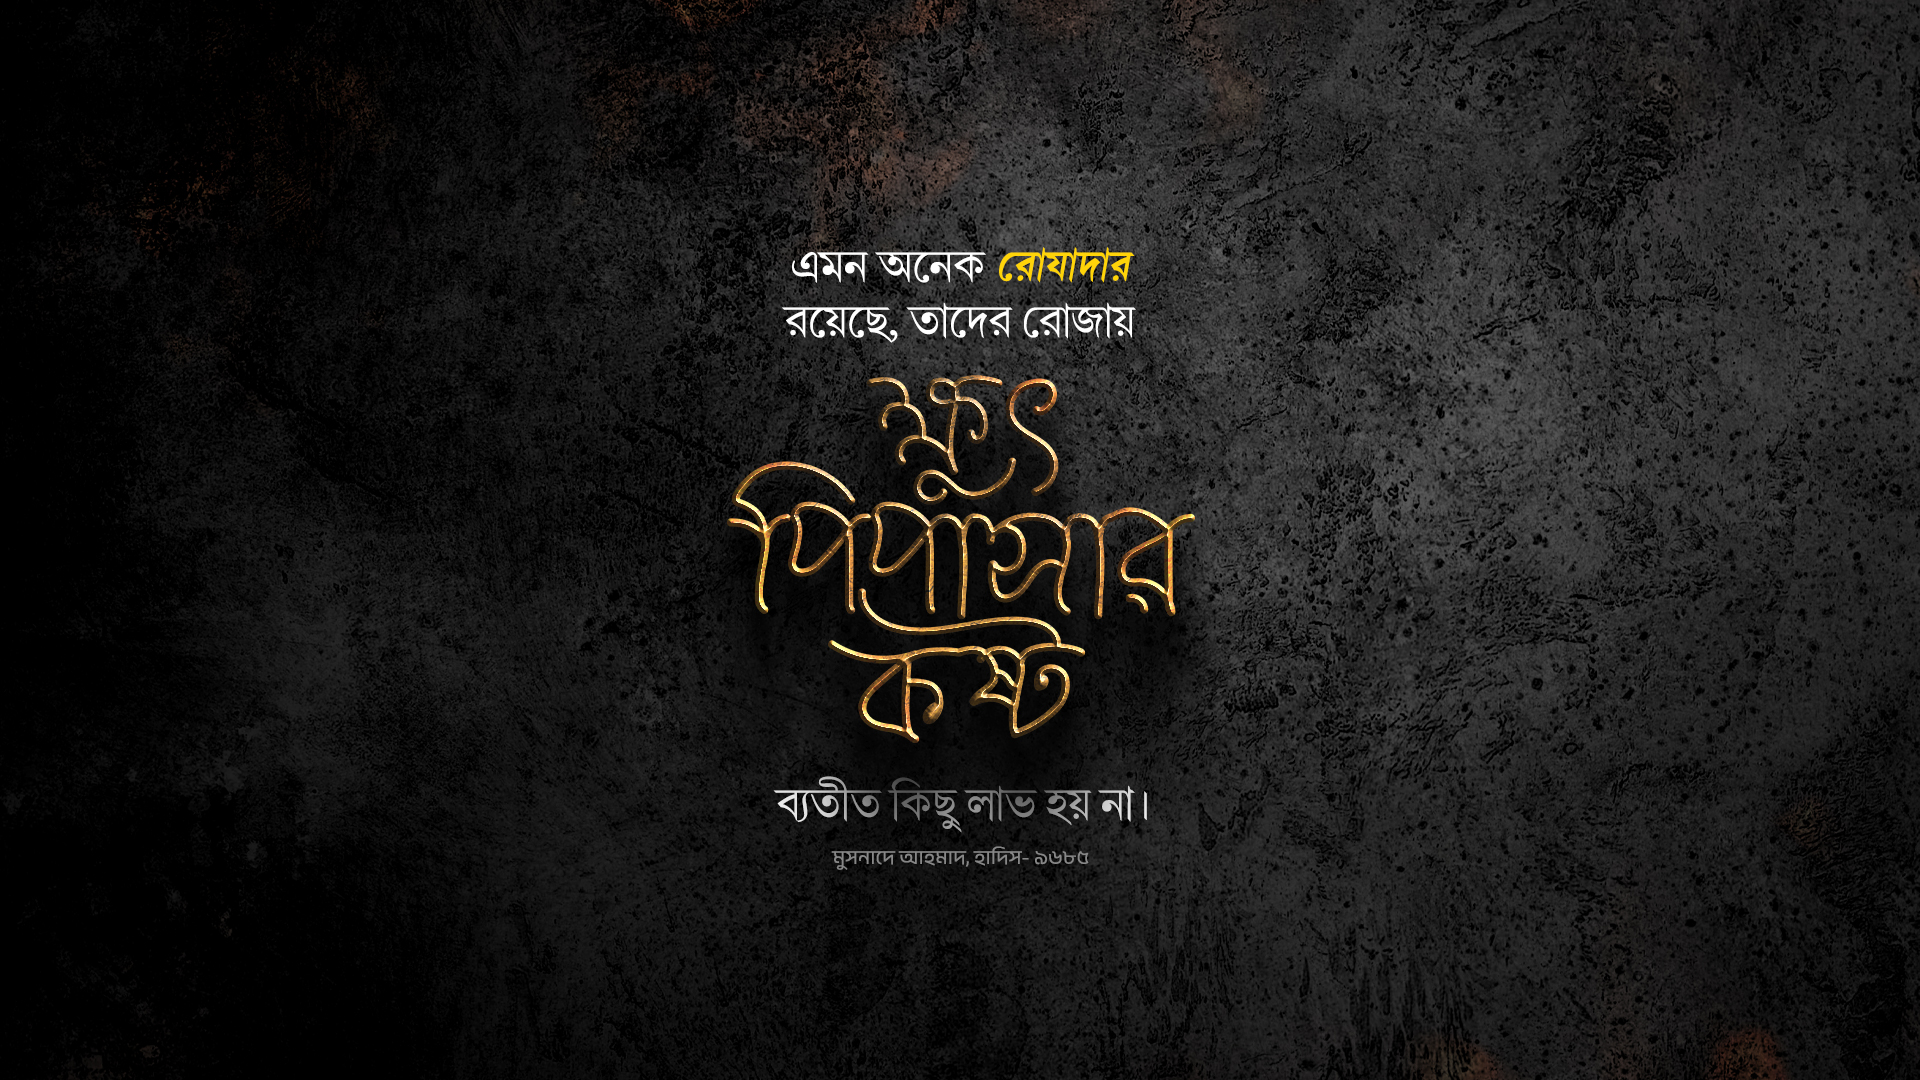 এমন অনেক রোযাদার
রয়েছে, তাদের রোজায়
ক্ষুৎ
পিপাসার
কষ্ট
ব্যতীত কিছু লাভ হয় না।
মুসনাদে আহমাদ, হাদিস- ৯৬৮৫